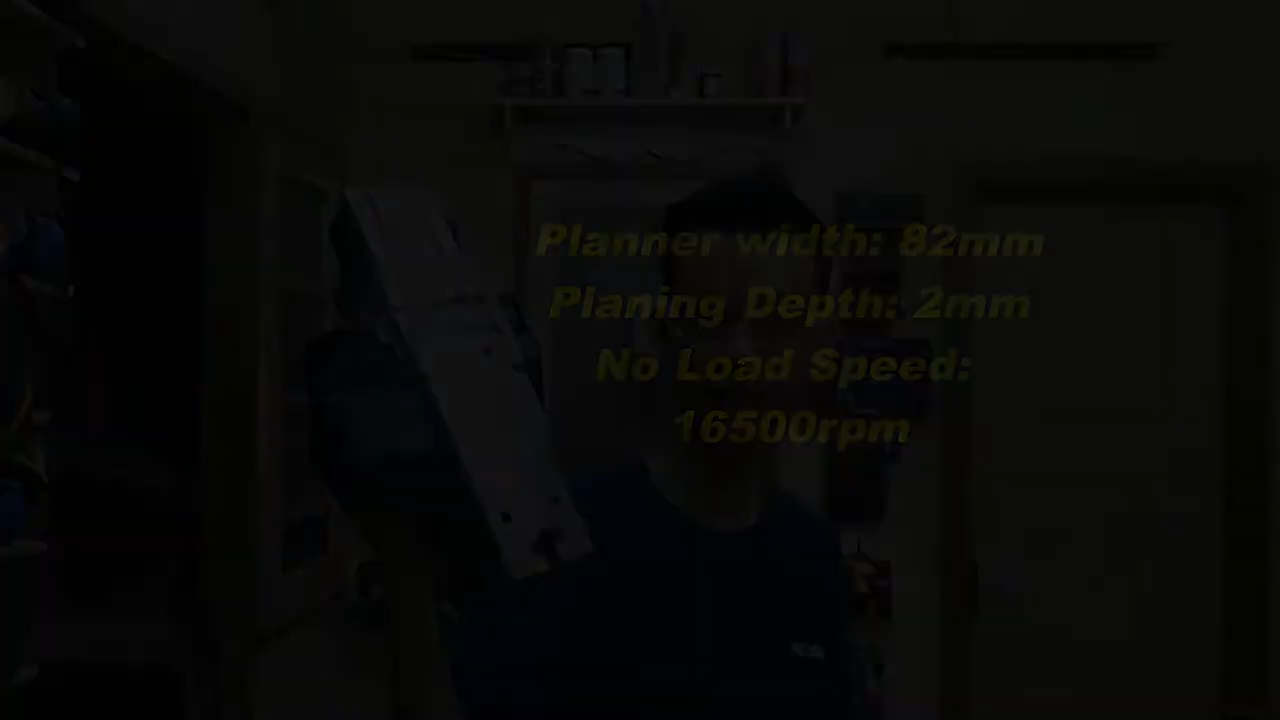 Planner width: 82mm
Planing Depth: 2mm
No Load Speed:
16500rpm